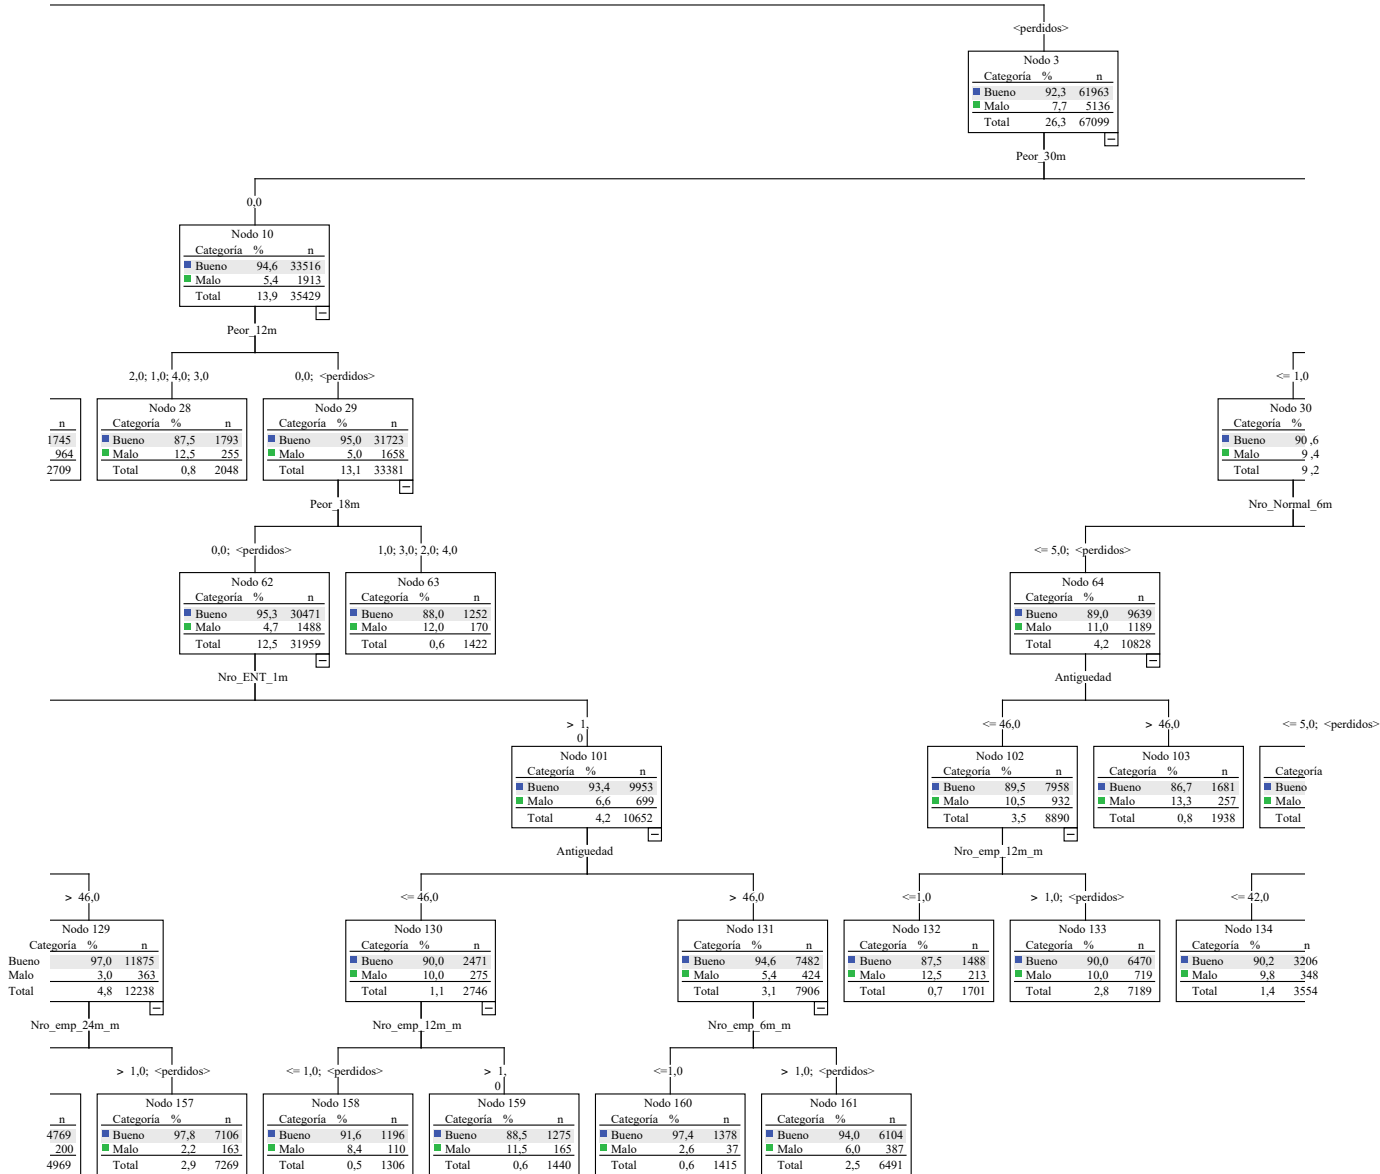 <perdidos>
Nodo 3
Categoría % n
Bueno 92,3 61963
Malo 7,7 5136
Total 26,3 67099
Peor_30m
0,0
Nodo 10
Categoría % n
Bueno 94,6 33516
Malo 5,4 1913
Total 13,9 35429
Peor_12m
2,0; 1,0; 4,0; 3,0
0,0; <perdidos>
<= 1,0
n
1745
964
2709
Nodo 28
Categoría % n
Bueno 87,5 1793
Malo 12,5 255
Total 0,8 2048
Nodo 29
Categoría % n
Bueno 95,0 31723
Malo 5,0 1658
Total 13,1 33381
Nodo 30
Categoría %
Bueno 90 ,6
Malo 9 ,4
Total 9 ,2
Peor_18m
Nro_Normal_6m
0,0; <perdidos>
1,0; 3,0; 2,0; 4,0
<= 5,0; <perdidos>
Nodo 62
Categoría % n
Bueno 95,3 30471
Malo 4,7 1488
Total 12,5 31959
Nodo 63
Categoría % n
Bueno 88,0 1252
Malo 12,0 170
Total 0,6 1422
Nodo 64
Categoría % n
Bueno 89,0 9639
Malo 11,0 1189
Total 4,2 10828
Nro_ENT_1m
Antiguedad
> 1,
0
<= 46,0
> 46,0
<= 5,0; <perdidos>
Nodo 101
Categoría % n
Bueno 93,4 9953
Malo 6,6 699
Total 4,2 10652
Nodo 102
Categoría % n
Bueno 89,5 7958
Malo 10,5 932
Total 3,5 8890
Nodo 103
Categoría % n
Bueno 86,7 1681
Malo 13,3 257
Total 0,8 1938
Categoría
Bueno
Malo
Total
Antiguedad
Nro_emp_12m_m
> 46,0
<= 46,0
> 46,0
<=1,0
> 1,0; <perdidos>
<= 42,0
Nodo 129
Categoría % n
Bueno 97,0 11875
Malo 3,0 363
Total 4,8 12238
Nodo 130
Categoría % n
Bueno 90,0 2471
Malo 10,0 275
Total 1,1 2746
Nodo 131
Categoría % n
Bueno 94,6 7482
Malo 5,4 424
Total 3,1 7906
Nodo 132
Categoría % n
Bueno 87,5 1488
Malo 12,5 213
Total 0,7 1701
Nodo 133
Categoría % n
Bueno 90,0 6470
Malo 10,0 719
Total 2,8 7189
Nodo 134
Categoría % n
Bueno 90,2 3206
Malo 9,8 348
Total 1,4 3554
Nro_emp_24m_m
Nro_emp_12m_m
Nro_emp_6m_m
> 1,0; <perdidos>
<= 1,0; <perdidos>
> 1,
0
<=1,0
> 1,0; <perdidos>
n
4769
200
4969
Nodo 157
Categoría % n
Bueno 97,8 7106
Malo 2,2 163
Total 2,9 7269
Nodo 158
Categoría % n
Bueno 91,6 1196
Malo 8,4 110
Total 0,5 1306
Nodo 159
Categoría % n
Bueno 88,5 1275
Malo 11,5 165
Total 0,6 1440
Nodo 160
Categoría % n
Bueno 97,4 1378
Malo 2,6 37
Total 0,6 1415
Nodo 161
Categoría % n
Bueno 94,0 6104
Malo 6,0 387
Total 2,5 6491